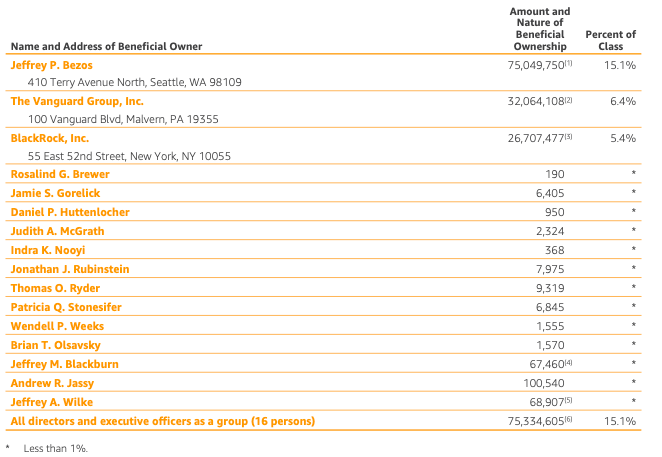 Name and Address of Beneficial Owner Amount and Nature of Beneficial Ownership Percent of Class
Jeffrey P. Bezos 75,049,750(1) 15.1%
410 Terry Avenue North, Seattle, WA 98109
The Vanguard Group, Inc. 32,064,108(2) 6.4%
100 Vanguard Blvd, Malvern, PA 19355
BlackRock, Inc. 26,707,477(3) 5.4%
55 East 52nd Street, New York, NY 10055
Rosalind G. Brewer 190 *
Jamie S. Gorelick 6,405 *
Daniel P. Huttenlocher 950 *
Judith A. McGrath 2,324 *
Indra K. Nooyi 368 *
Jonathan J. Rubinstein 7,975 *
Thomas O. Ryder 9,319 *
Patricia Q. Stonesifer 6,845 *
Wendell P. Weeks 1,555 *
Brian T. Olsavsky 1,570 *
Jeffrey M. Blackburn 67,460(4) *
Andrew R. Jassy 100,540 *
Jeffrey A. Wilke 68,907(5) *
All directors and executive officers as a group (16 persons) 75,334,605(6) 15.1%
* Less than 1%.